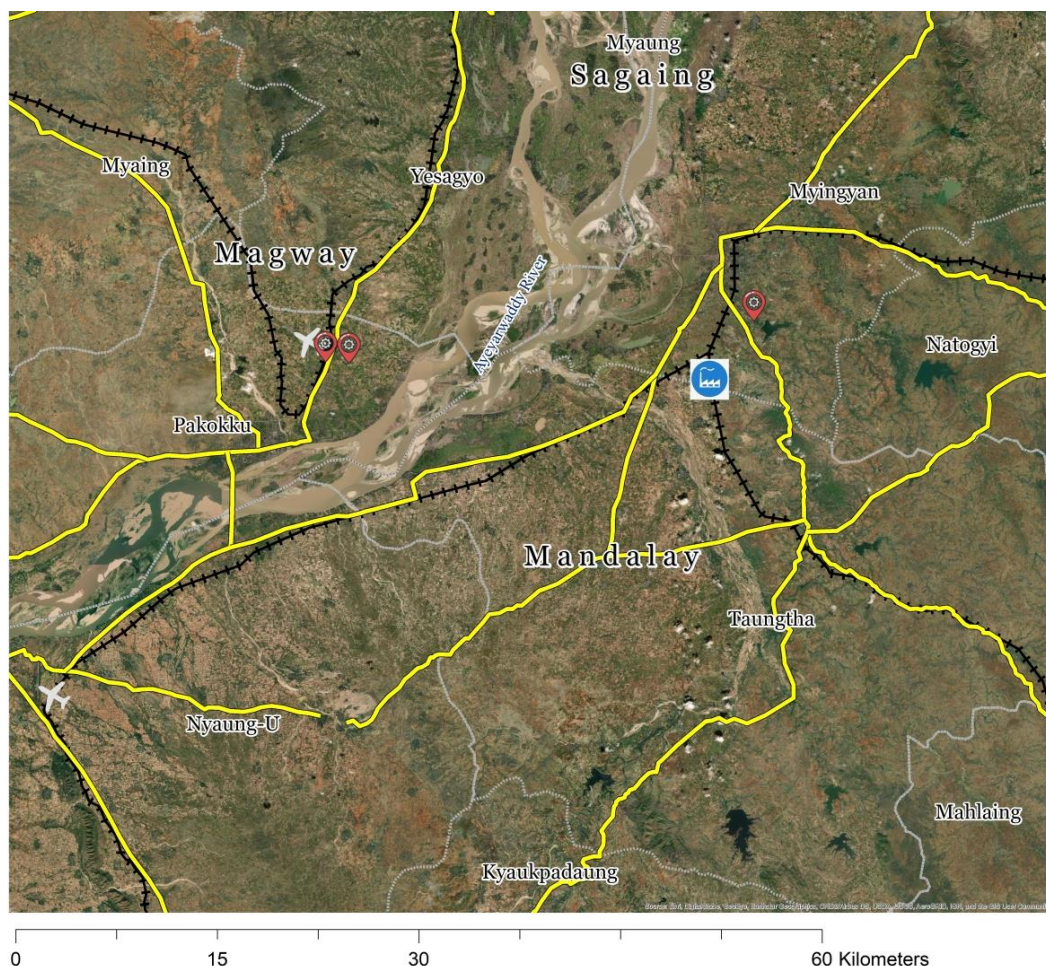 Myaung
Sagaing
Myaing
Yesagyo
Myingyan
Magway
Ayeyarwaddy River
Natogyi
Pakokku
Mandalay
Taungtha
Nyaung-U
Mahlaing
Kyaukpadaung
0 15 30 60 Kilometers